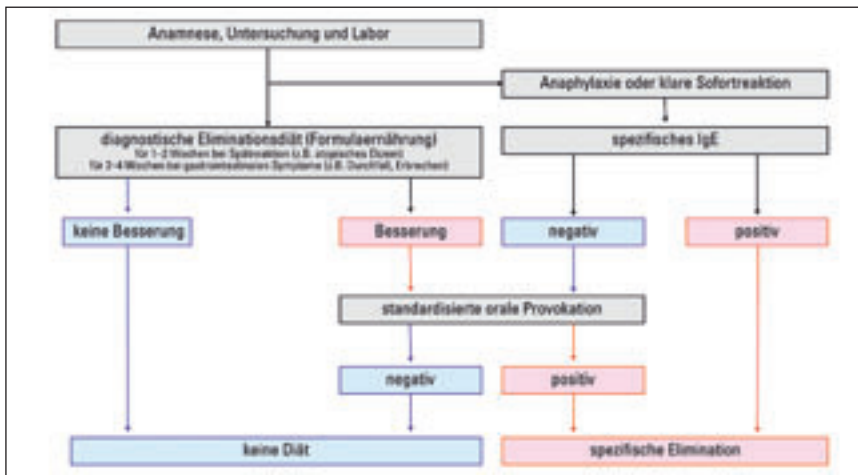 Anamnese, Untersuchung und Labor
Anaphylaxie oder klare Sofortreaktion
diagnostische Eliminationsdiät (Formulaernährung)
für 1–2 Wochen bei Spätreaktion (z.B. atopisches Ekzem)
für 2–4 Wochen bei gastrointestinalen Symptome (z.B. Durchfall, Erbrechen)
spezifisches IgE
keine Besserung
Besserung
negativ
positiv
standardisierte orale Provokation
negativ
positiv
keine Diät
spezifische Elimination